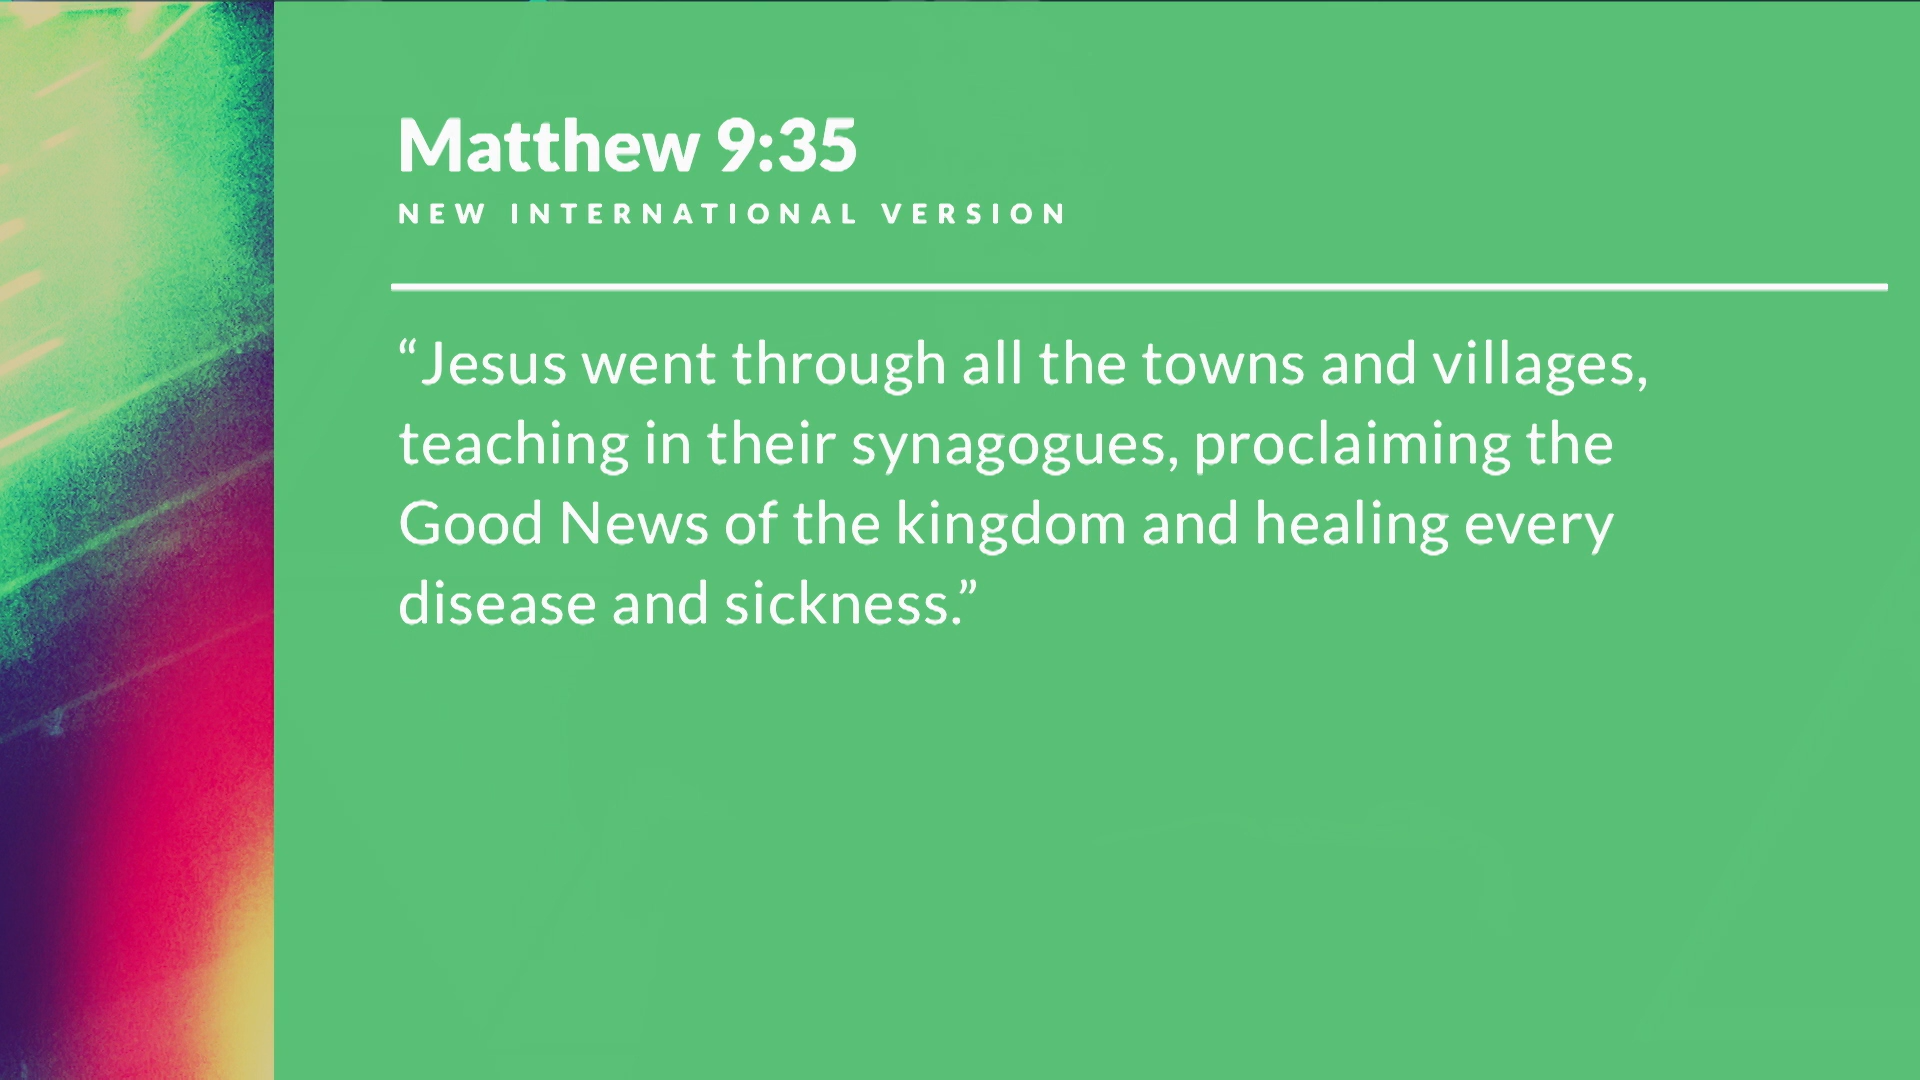 Matthew 9:35
NEW INTERNATIONAL VERSION
“Jesus went through all the towns and villages,
teaching in their synagogues, proclaiming the
Good News of the kingdom and healing every
disease and sickness.”